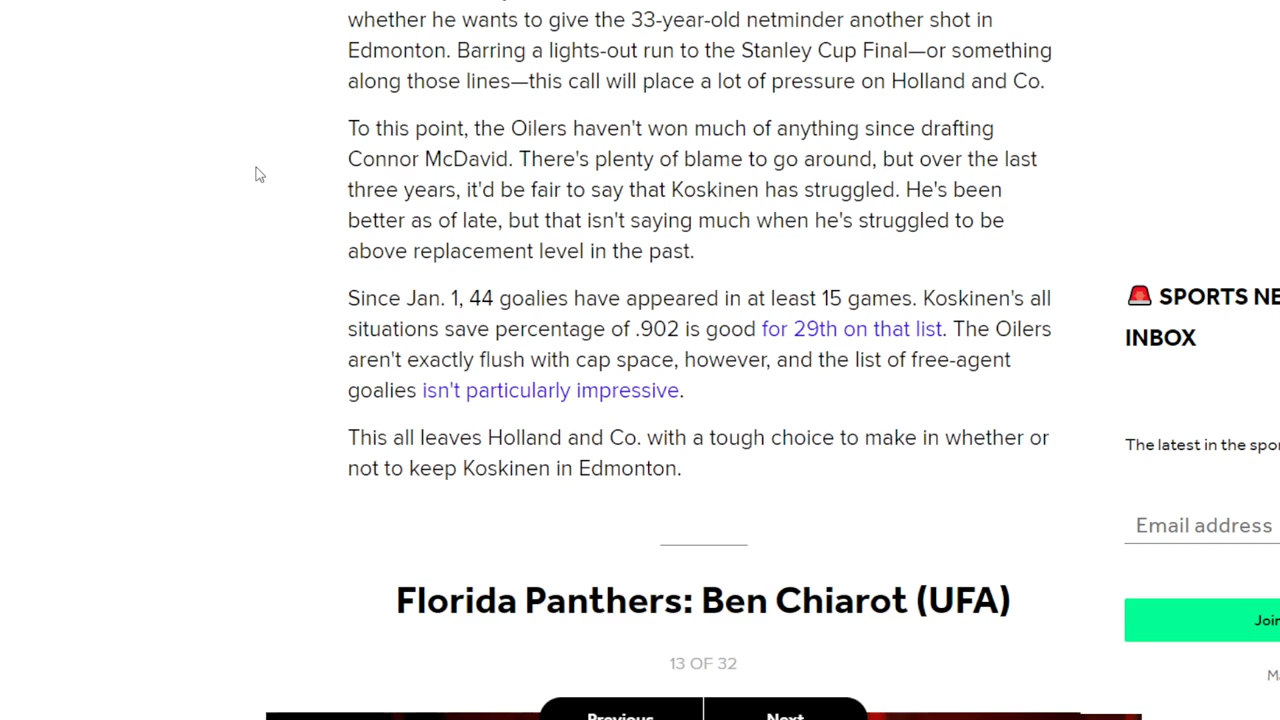 whether he wants to give the 33-year-old netminder another shot in
Edmonton. Barring a lights-out run to the Stanley Cup Final—or something
along those lines—this call will place a lot of pressure on Holland and Co.
To this point, the Oilers haven't won much of anything since drafting
Connor McDavid. There's plenty of blame to go around, but over the last
three years, it'd be fair to say that Koskinen has struggled. He's been
better as of late, but that isn't saying much when he's struggled to be
above replacement level in the past.
Since Jan. 1, 44 goalies have appeared in at least 15 games. Koskinen's all
situations save percentage of .902 is good for 29th on that list. The Oilers
aren't exactly flush with cap space, however, and the list of free-agent
goalies isn't particularly impressive.
This all leaves Holland and Co. with a tough choice to make in whether or
not to keep Koskinen in Edmonton.
Florida Panthers: Ben Chiarot (UFA)
13 OF 32
Previous Next
🚨 SPORTS NE
INBOX
The latest in the spor
Email address
Join